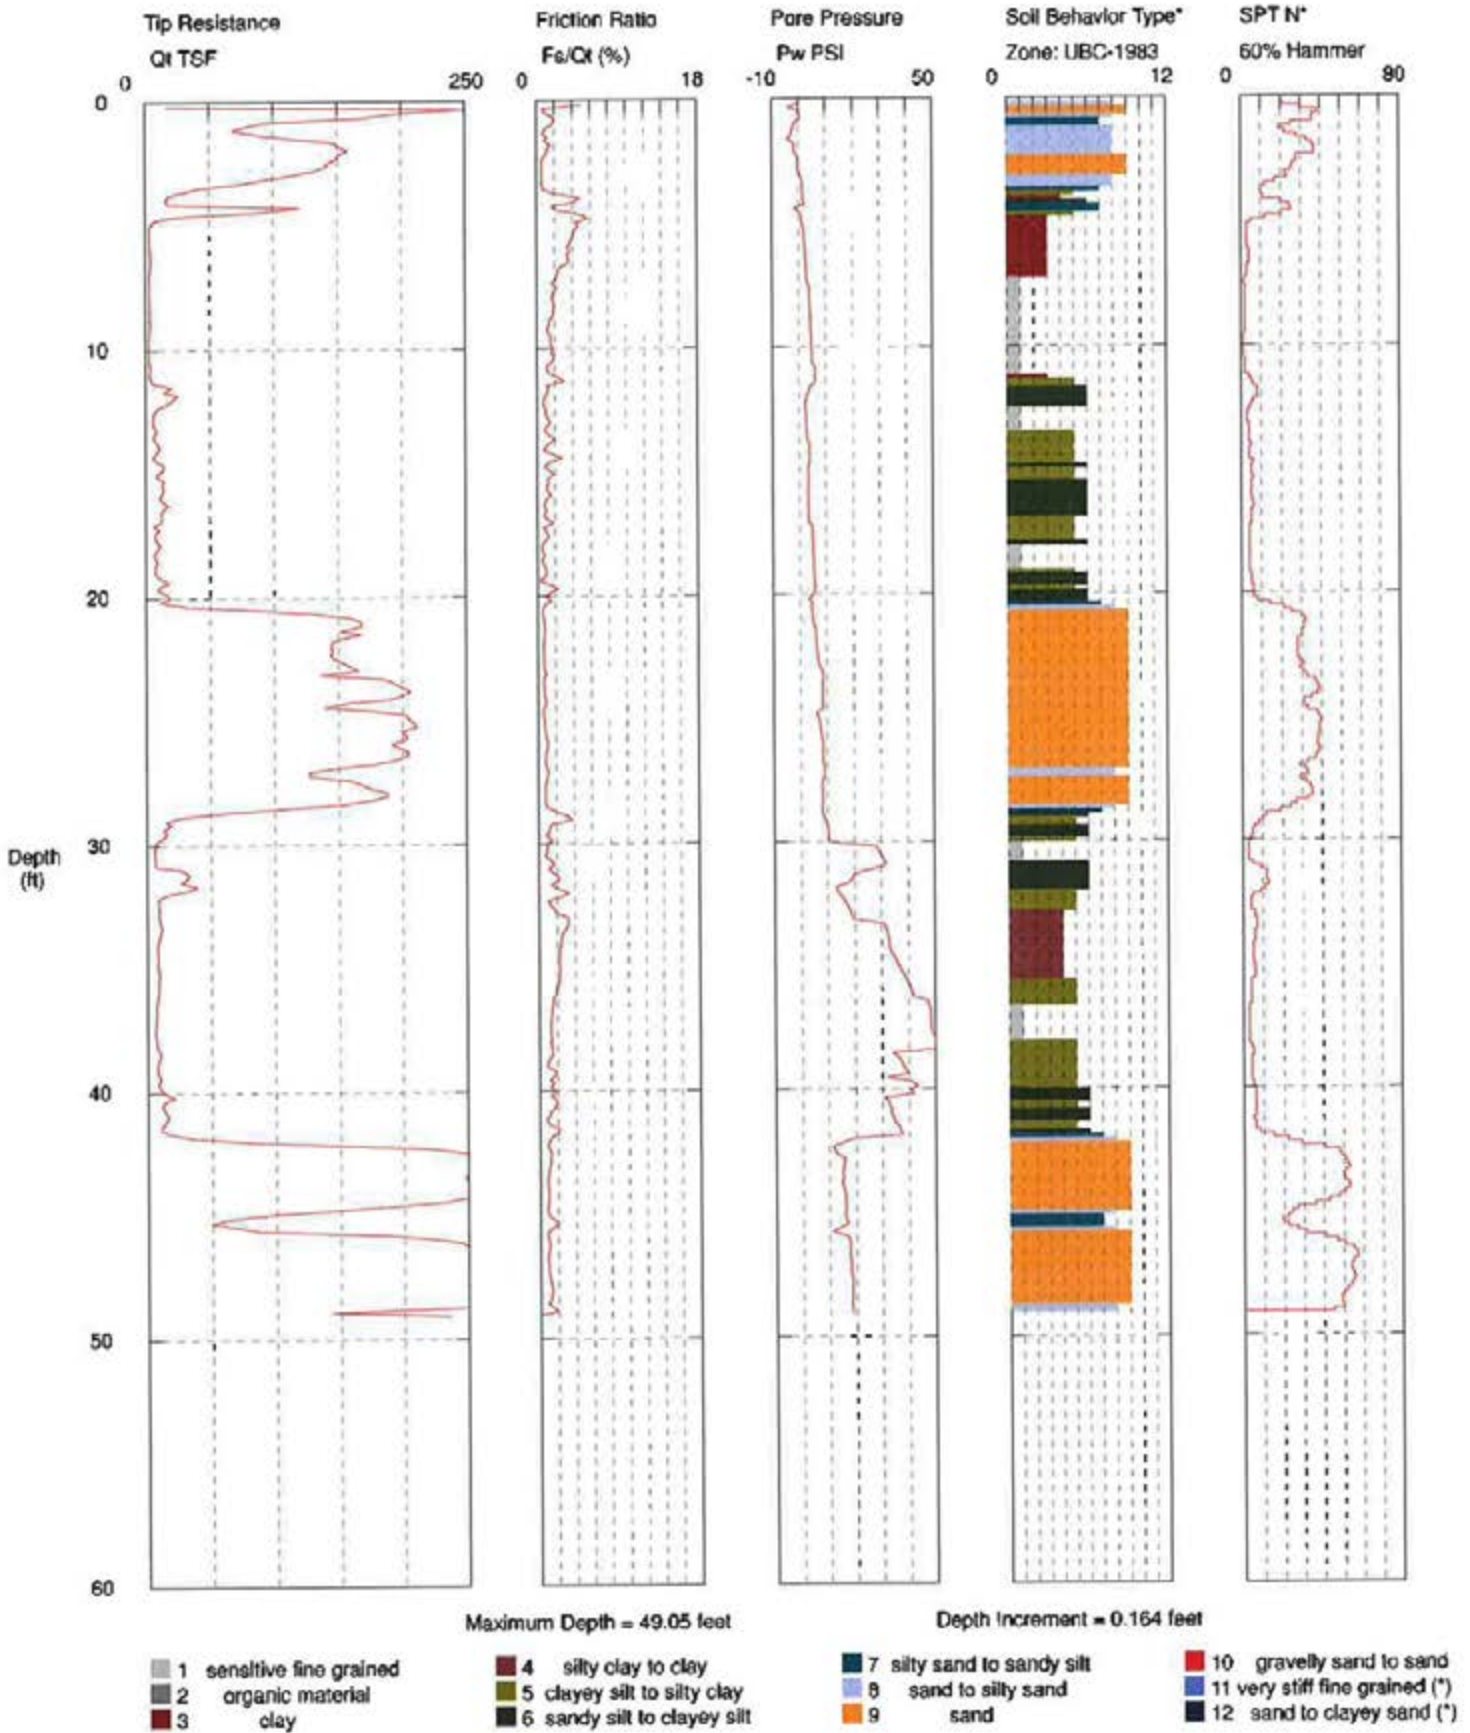 Tip Resistance
Qt TSF
0 250
Friction Ratio
Fs/Qt (%)
0 18
Pore Pressure
Pw PSI
-10 50
Soil Behavior Type*
Zone: UBC-1983
0 12
SPT N*
60% Hammer
0 80
0
10
20
30
Depth
(ft)
40
50
60
Maximum Depth = 49.05 feet
Depth Increment = 0.164 feet
1 sensitive fine grained
2 organic material
3 clay
4 silty clay to clay
5 clayey silt to silty clay
6 sandy silt to clayey silt
7 silty sand to sandy silt
8 sand to silty sand
9 sand
10 gravelly sand to sand
11 very stiff fine grained (*)
12 sand to clayey sand (*)